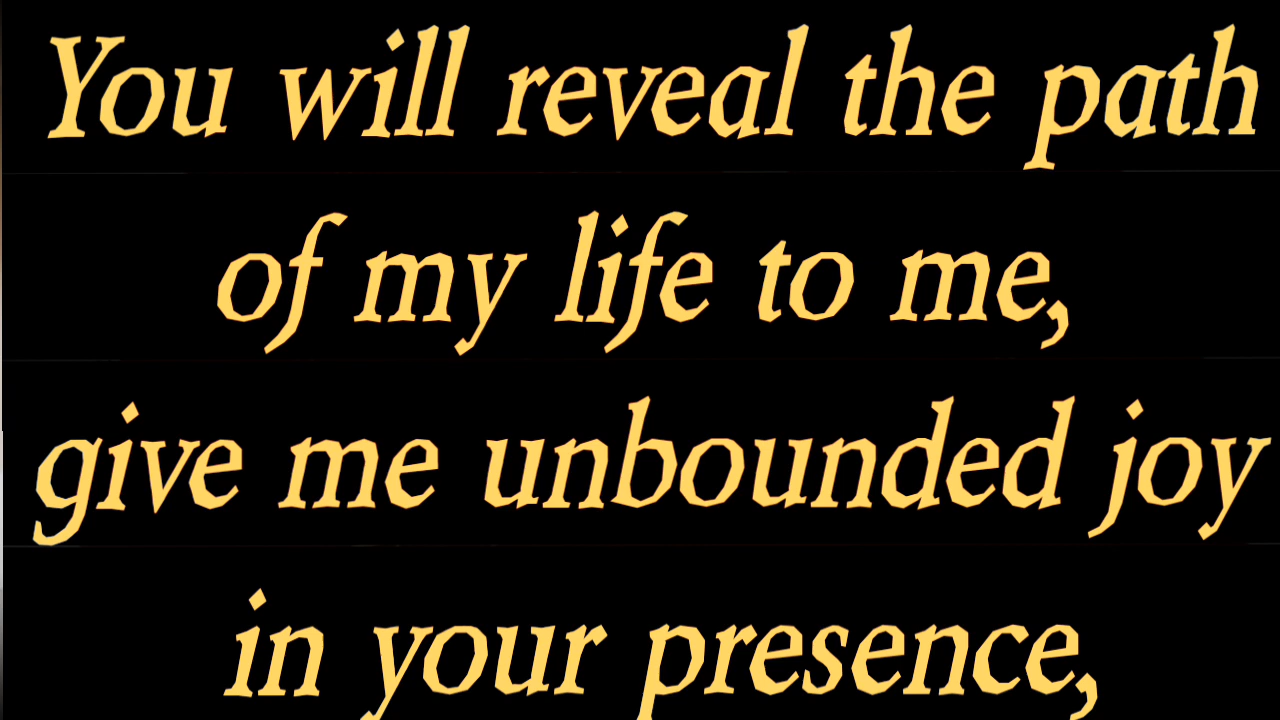 You will reveal the path
of my life to me,
give me unbounded joy
in your presence,